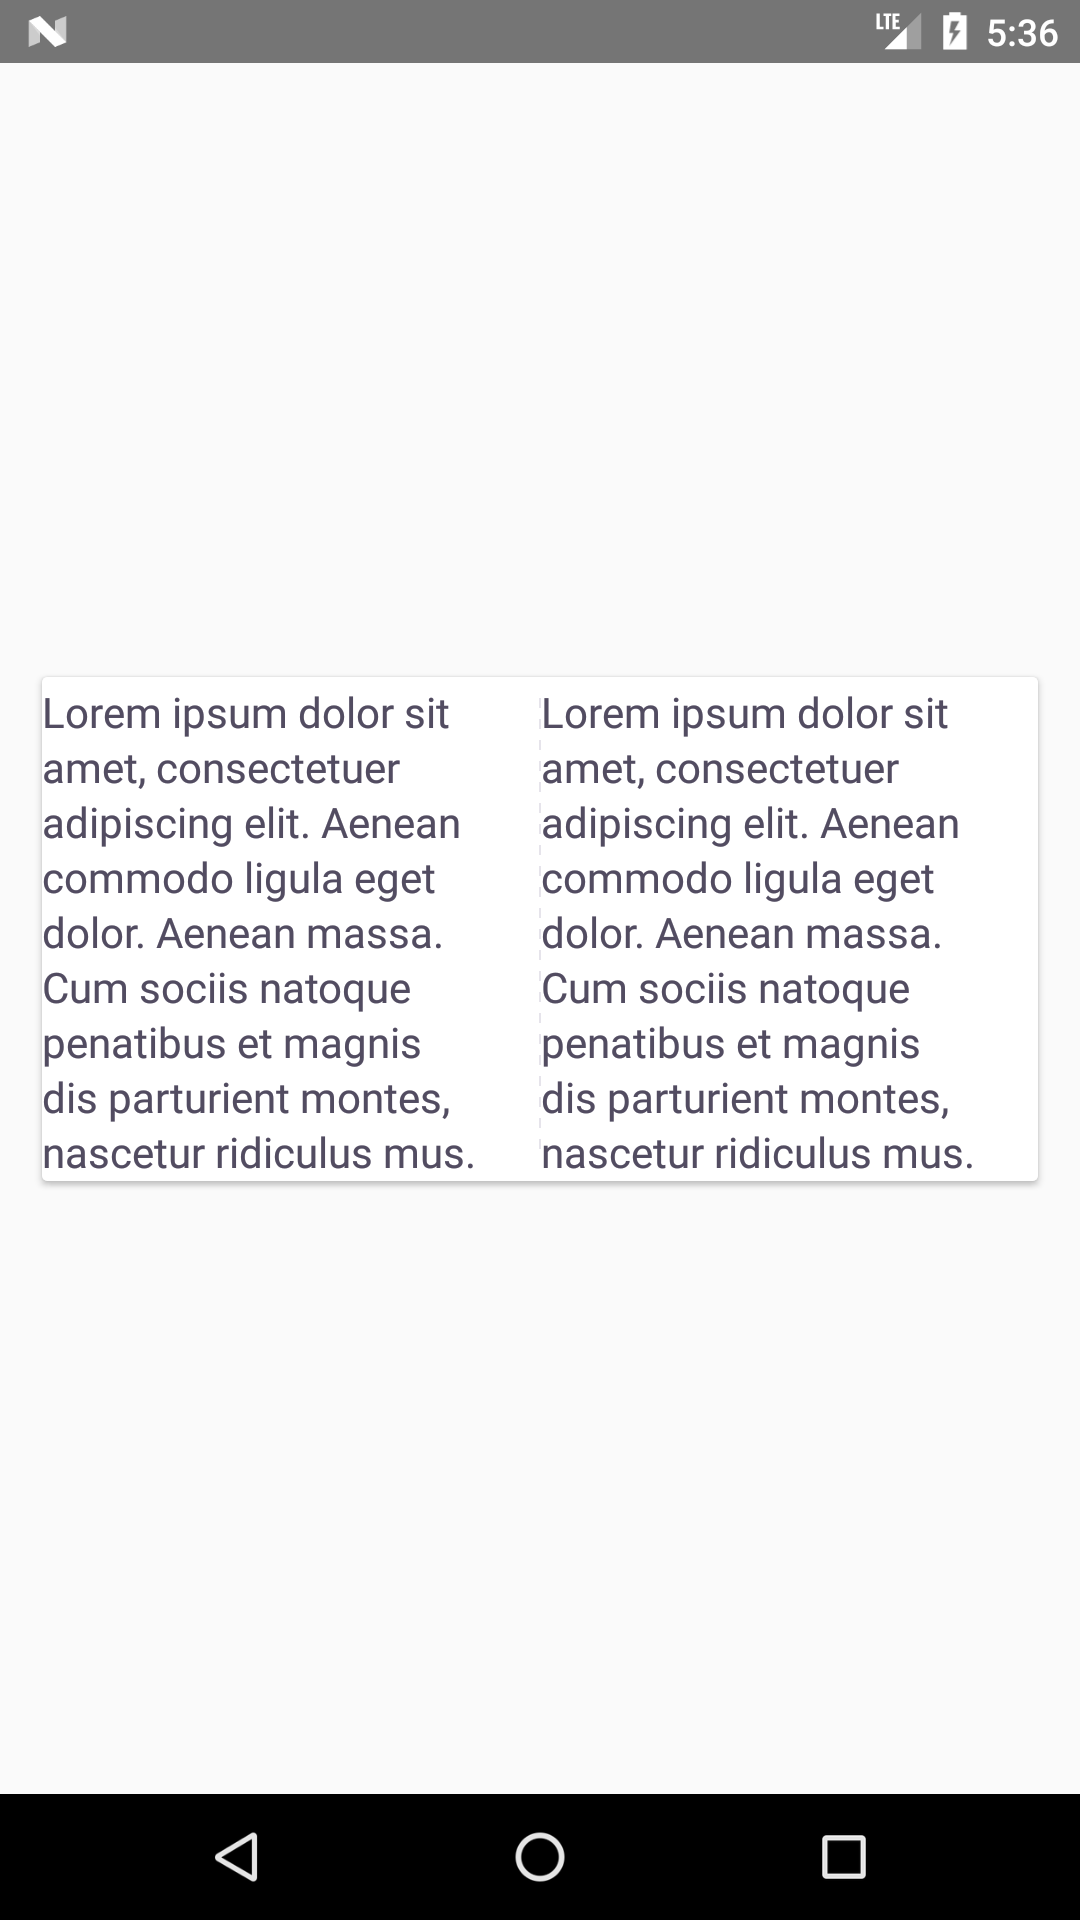 LTE 5:36
Lorem ipsum dolor sit
amet, consectetuer
adipiscing elit. Aenean
commodo ligula eget
dolor. Aenean massa.
Cum sociis natoque
penatibus et magnis
dis parturient montes,
nascetur ridiculus mus.
Lorem ipsum dolor sit
amet, consectetuer
adipiscing elit. Aenean
commodo ligula eget
dolor. Aenean massa.
Cum sociis natoque
penatibus et magnis
dis parturient montes,
nascetur ridiculus mus.